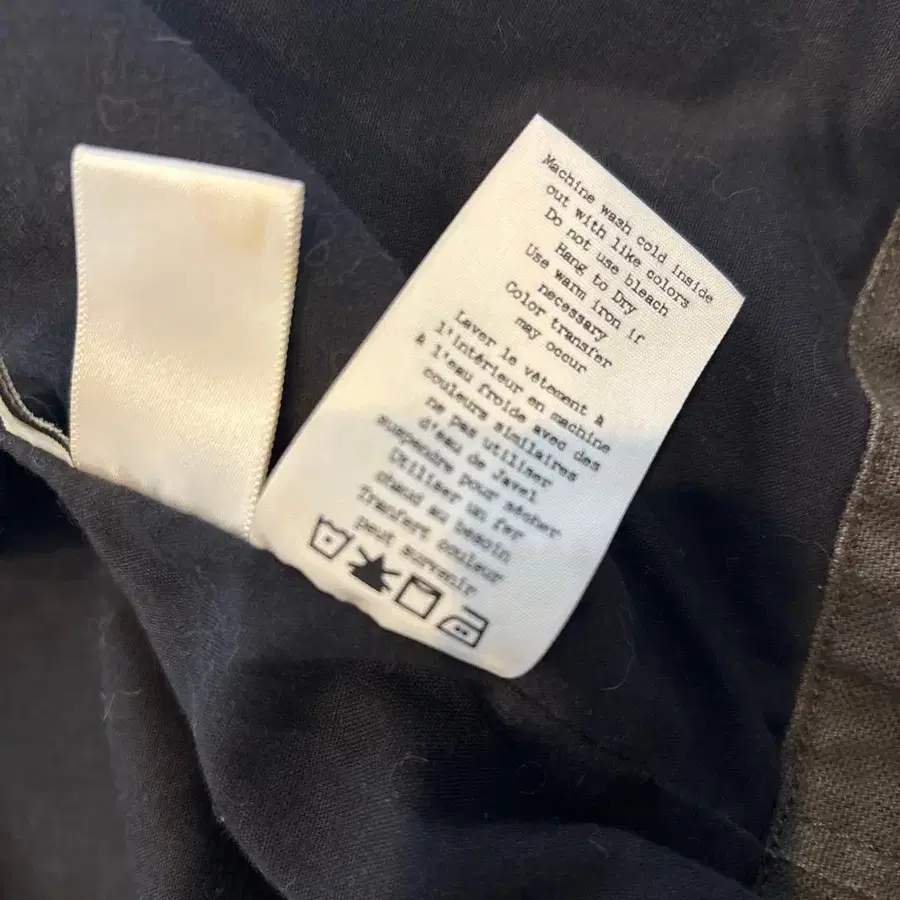 Machine wash cold inside
out with like colors
Do not use bleach
Hang to Dry
Use warm iron if
necessary
Color transfer
may occur
Laver le vêtement à
l'intérieur en machine
à l'eau froide avec des
couleurs similaires
ne pas utiliser
d'eau de Javel
suspendre pour sécher
Utiliser un fer
chaud au besoin
Tranfert couleur
peut survenir